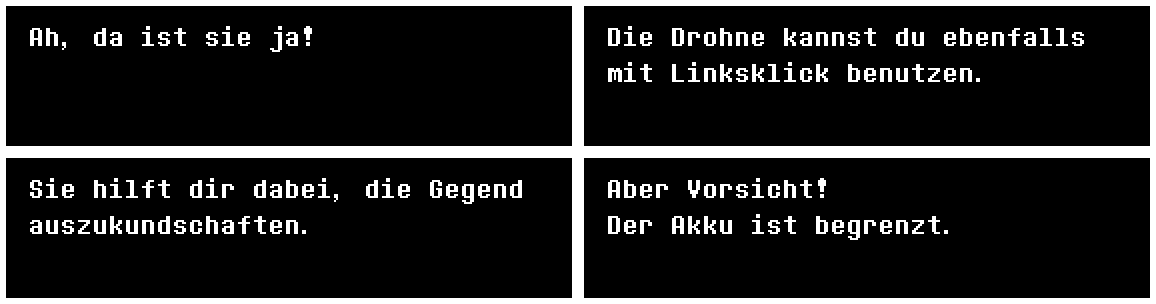 Ah, da ist sie ja!
Die Drohne kannst du ebenfalls
mit Linksklick benutzen.
Sie hilft dir dabei, die Gegend
auszukundschaften.
Aber Vorsicht!
Der Akku ist begrenzt.